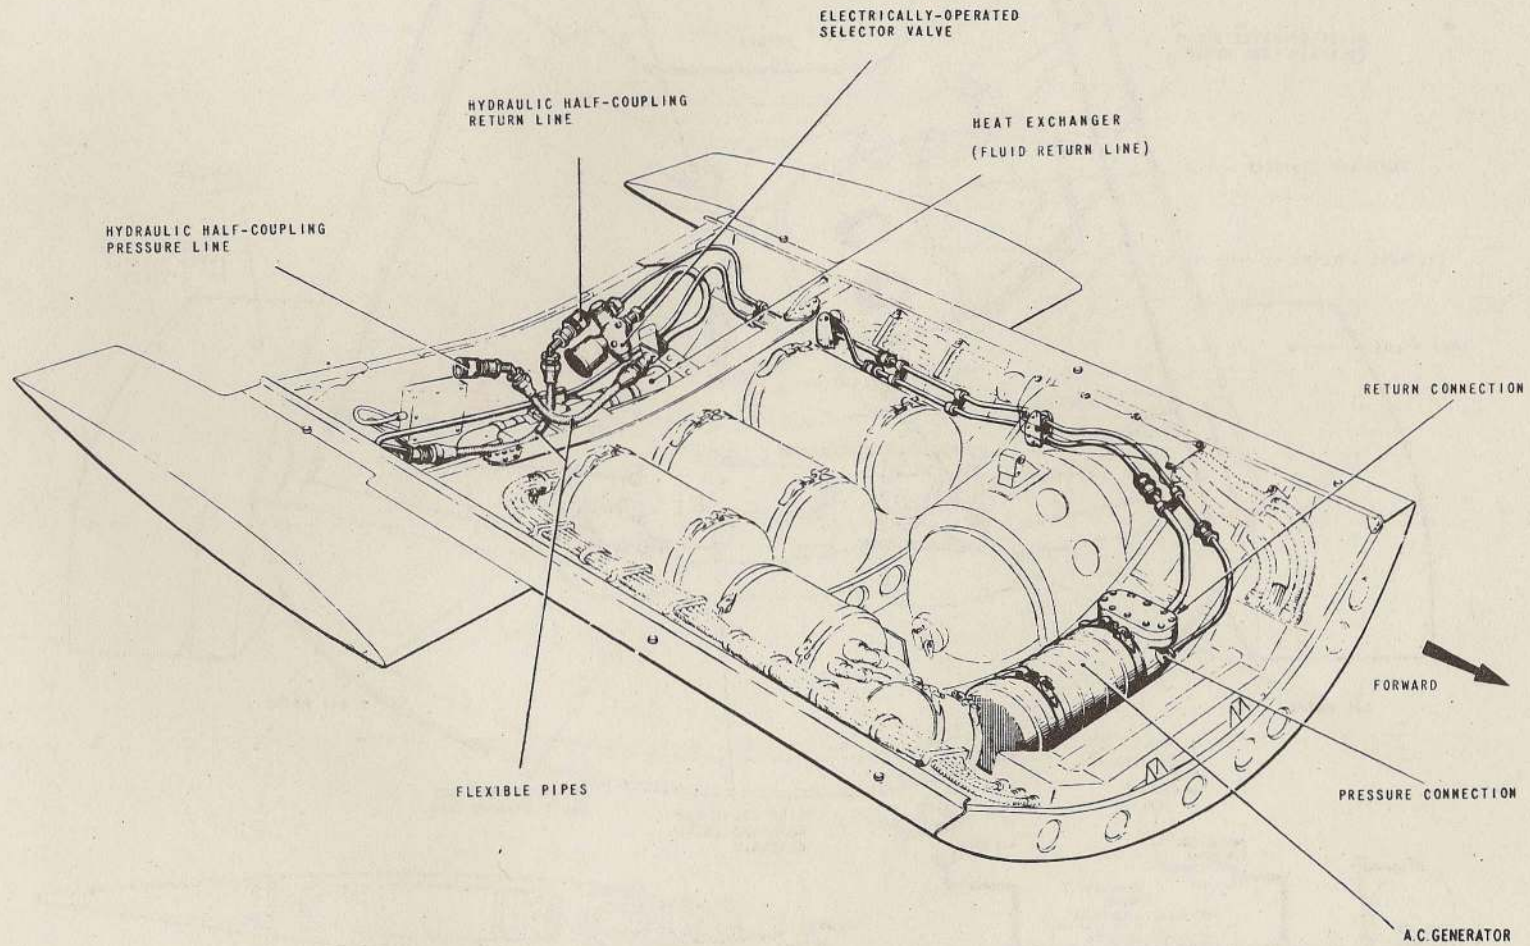 ELECTRICALLY-OPERATED
SELECTOR VALVE
HYDRAULIC HALF-COUPLING
RETURN LINE
HEAT EXCHANGER
(FLUID RETURN LINE)
HYDRAULIC HALF-COUPLING
PRESSURE LINE
RETURN CONNECTION
FORWARD
FLEXIBLE PIPES
PRESSURE CONNECTION
A.C.GENERATOR